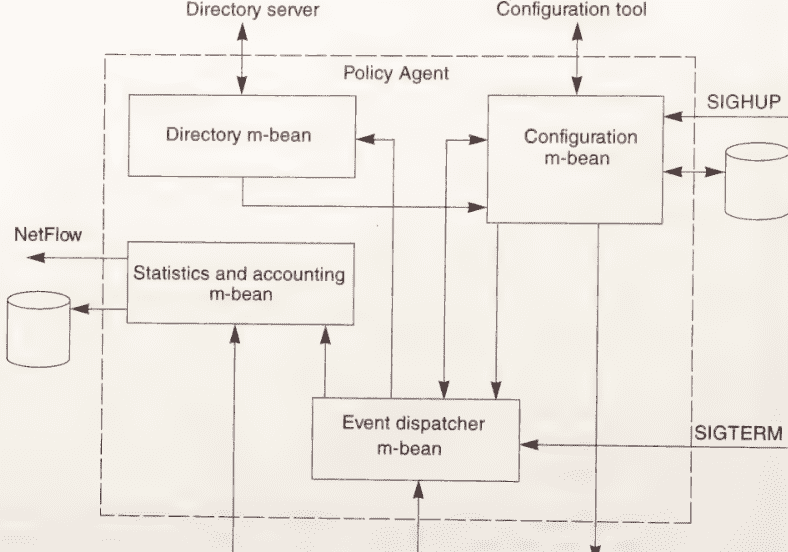 Directory server
Configuration tool
Policy Agent
SIGHUP
Directory m-bean
Configuration
m-bean
NetFlow
Statistics and accounting
m-bean
Event dispatcher
m-bean
SIGTERM